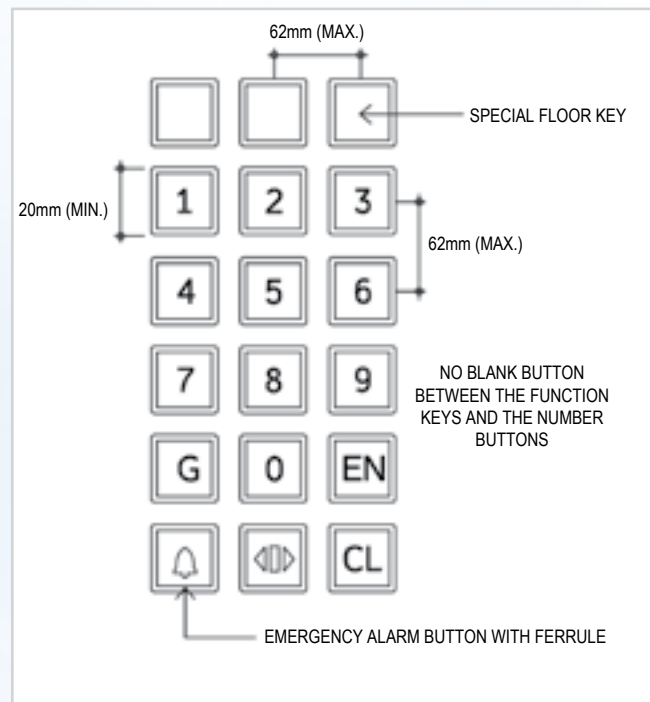 62mm (MAX.)
SPECIAL FLOOR KEY
20mm (MIN.)
1 2 3
62mm (MAX.)
4 5 6
7 8 9
NO BLANK BUTTON
BETWEEN THE FUNCTION
KEYS AND THE NUMBER
BUTTONS
G 0 EN
CL
EMERGENCY ALARM BUTTON WITH FERRULE